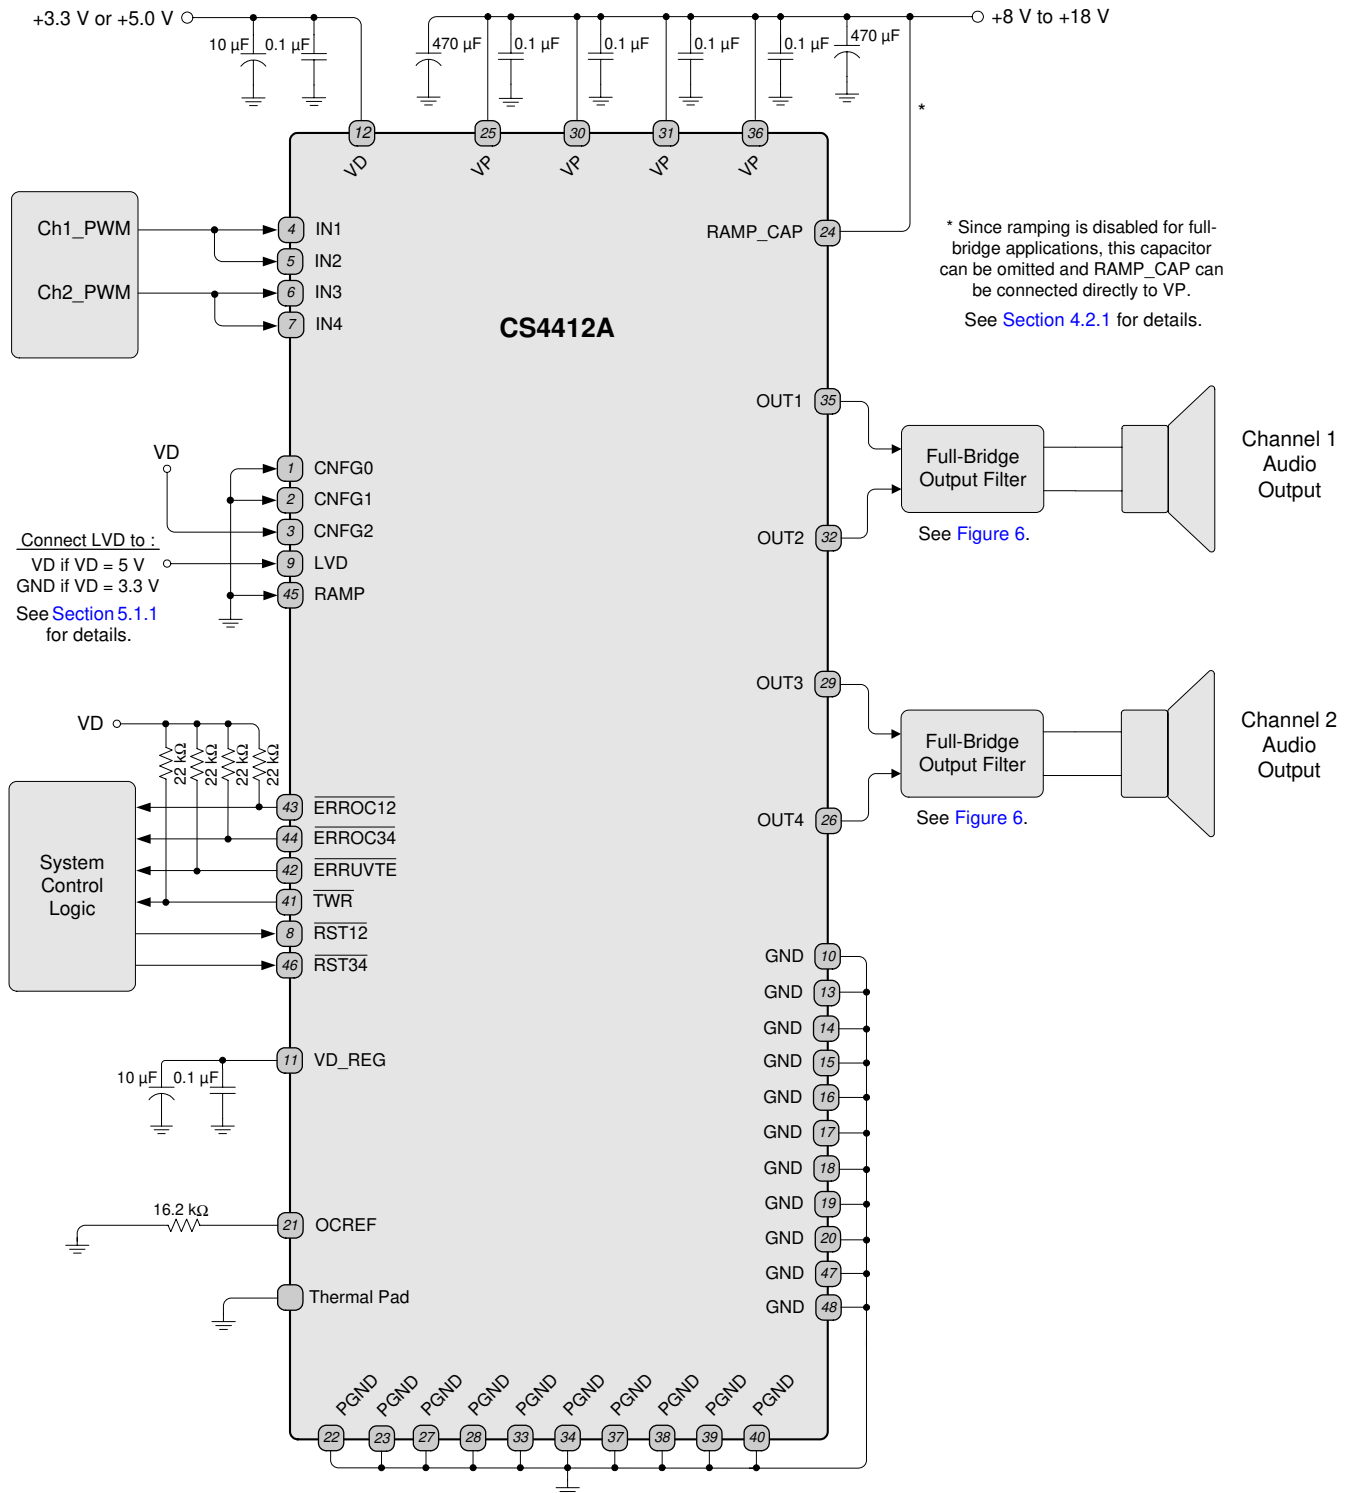 +3.3 V or +5.0 V
10 µF
0.1 µF
470 µF
0.1 µF
0.1 µF
0.1 µF
0.1 µF
470 µF
+8 V to +18 V
*
12
25
30
31
36
VD
VP
VP
VP
VP
Ch1_PWM
4
IN1
5
IN2
Ch2_PWM
6
IN3
7
IN4
CS4412A
RAMP_CAP
24
* Since ramping is disabled for full-
bridge applications, this capacitor
can be omitted and RAMP_CAP can
be connected directly to VP.
See Section 4.2.1 for details.
OUT1
35
Full-Bridge
Output Filter
OUT2
32
See Figure 6.
Channel 1
Audio
Output
VD
1
CNFG0
2
CNFG1
3
CNFG2
9
LVD
45
RAMP
Connect LVD to :
VD if VD = 5 V
GND if VD = 3.3 V
See Section 5.1.1
for details.
OUT3
29
Full-Bridge
Output Filter
OUT4
26
See Figure 6.
Channel 2
Audio
Output
VD
22 kΩ
22 kΩ
22 kΩ
22 kΩ
System
Control
Logic
43
ERROC12
44
ERROC34
42
ERRUVTE
41
TWR
8
RST12
46
RST34
GND
10
GND
13
GND
14
GND
15
GND
16
GND
17
GND
18
GND
19
GND
20
GND
47
GND
48
11
VD_REG
10 µF
0.1 µF
16.2 kΩ
21
OCREF
Thermal Pad
PGND
PGND
PGND
PGND
PGND
PGND
PGND
PGND
PGND
PGND
22
23
27
28
33
34
37
38
39
40